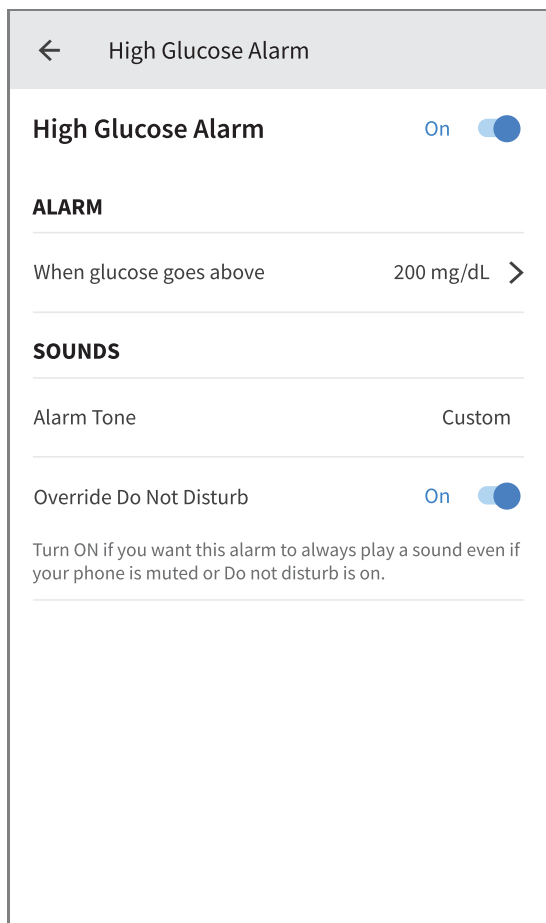 High Glucose Alarm
High Glucose Alarm On
ALARM
When glucose goes above 200 mg/dL
SOUNDS
Alarm Tone Custom
Override Do Not Disturb On
Turn ON if you want this alarm to always play a sound even if
your phone is muted or Do not disturb is on.